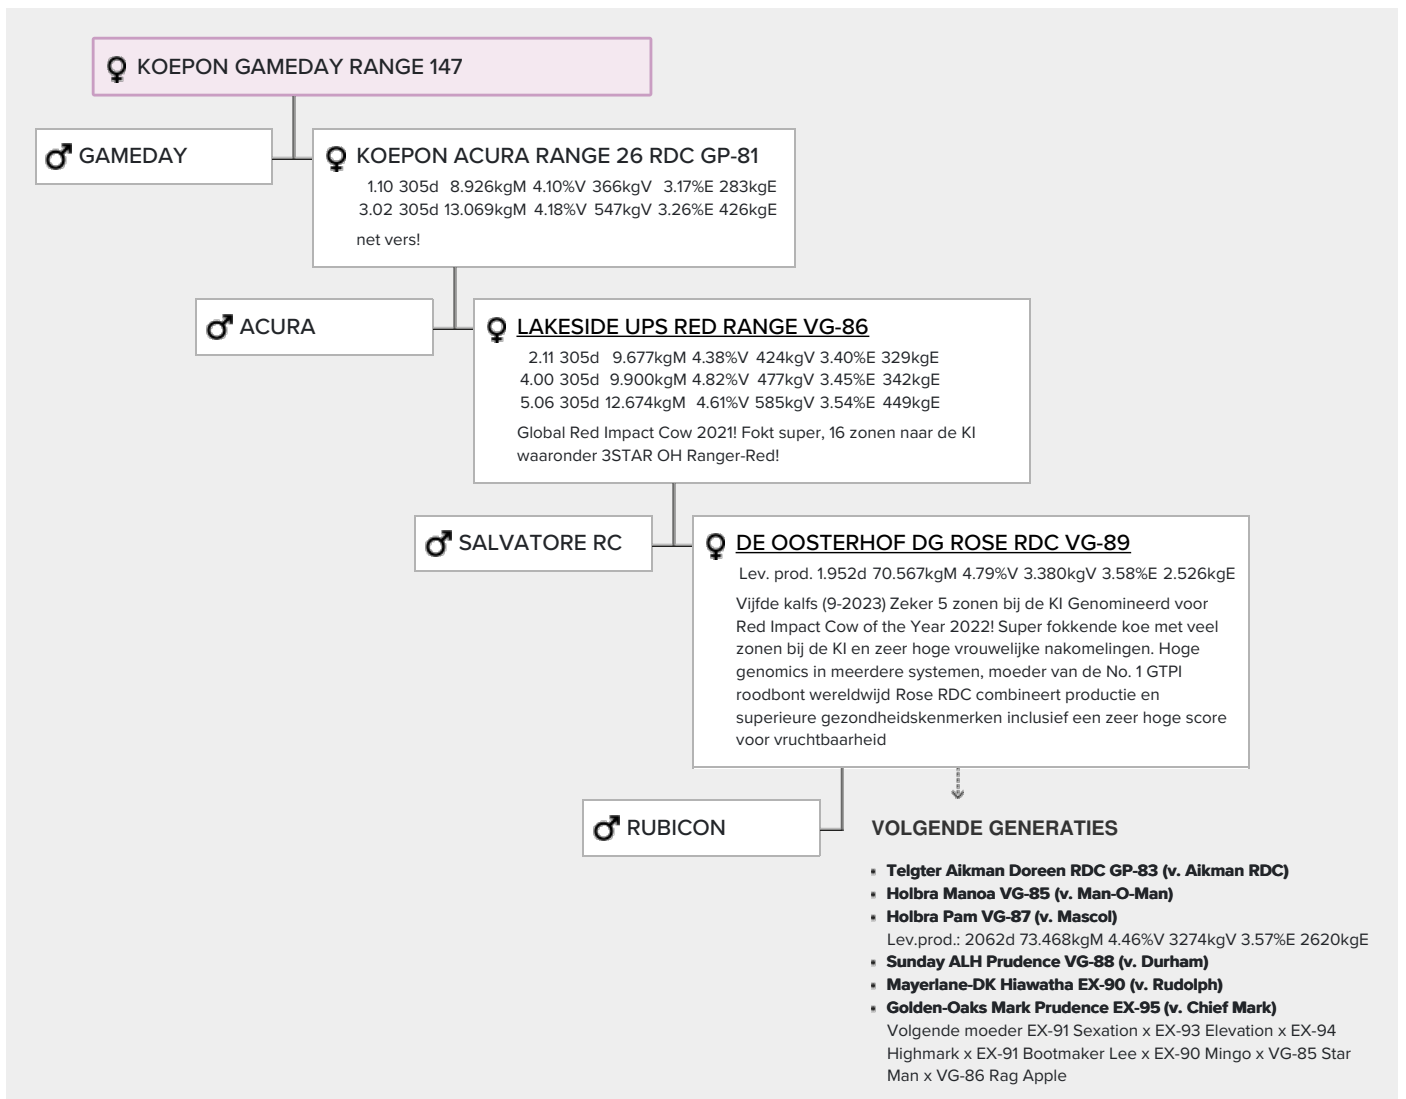 KOEPON GAMEDAY RANGE 147
GAMEDAY
KOEPON ACURA RANGE 26 RDC GP-81
1.10 305d 8.926kgM 4.10%V 366kgV 3.17%E 283kgE
3.02 305d 13.069kgM 4.18%V 547kgV 3.26%E 426kgE
net vers!
ACURA
LAKESIDE UPS RED RANGE VG-86
2.11 305d 9.677kgM 4.38%V 424kgV 3.40%E 329kgE
4.00 305d 9.900kgM 4.82%V 477kgV 3.45%E 342kgE
5.06 305d 12.674kgM 4.61%V 585kgV 3.54%E 449kgE
Global Red Impact Cow 2021! Fokt super, 16 zonen naar de KI
waaronder 3STAR OH Ranger-Red!
SALVATORE RC
DE OOSTERHOF DG ROSE RDC VG-89
Lev. prod. 1.952d 70.567kgM 4.79%V 3.380kgV 3.58%E 2.526kgE
Vijfde kalfs (9-2023) Zeker 5 zonen bij de KI Genomineerd voor
Red Impact Cow of the Year 2022! Super fokkende koe met veel
zonen bij de KI en zeer hoge vrouwelijke nakomelingen. Hoge
genomics in meerdere systemen, moeder van de No. 1 GTPI
roodbont wereldwijd Rose RDC combineert productie en
superieure gezondheidskenmerken inclusief een zeer hoge score
voor vruchtbaarheid
RUBICON
VOLGENDE GENERATIES
Telgter Aikman Doreen RDC GP-83 (v. Aikman RDC)
Holbra Manoa VG-85 (v. Man-O-Man)
Holbra Pam VG-87 (v. Mascol)
Lev.prod.: 2062d 73.468kgM 4.46%V 3274kgV 3.57%E 2620kgE
Sunday ALH Prudence VG-88 (v. Durham)
Mayerlane-DK Hiawatha EX-90 (v. Rudolph)
Golden-Oaks Mark Prudence EX-95 (v. Chief Mark)
Volgende moeder EX-91 Sexation x EX-93 Elevation x EX-94
Highmark x EX-91 Bootmaker Lee x EX-90 Mingo x VG-85 Star
Man x VG-86 Rag Apple